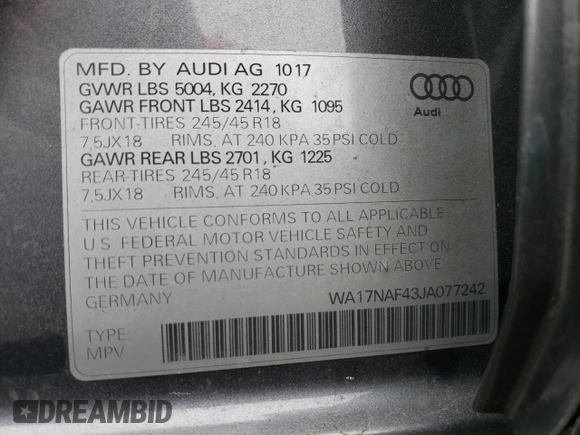 MFD. BY AUDI AG 10 17
GVWR LBS 5004, KG 2270
GAWR FRONT LBS 2414, KG 1095
FRONT-TIRES 245/45 R18
7,5JX18 RIMS, AT 240 KPA 35 PSI COLD
GAWR REAR LBS 2701, KG 1225
REAR-TIRES 245/45 R18
7,5JX18 RIMS, AT 240 KPA 35 PSI COLD
Audi
THIS VEHICLE CONFORMS TO ALL APPLICABLE
U.S. FEDERAL MOTOR VEHICLE SAFETY AND
THEFT PREVENTION STANDARDS IN EFFECT ON
THE DATE OF MANUFACTURE SHOWN ABOVE
GERMANY WA17NAF43JA077242
TYPE
MPV
DREAMBID